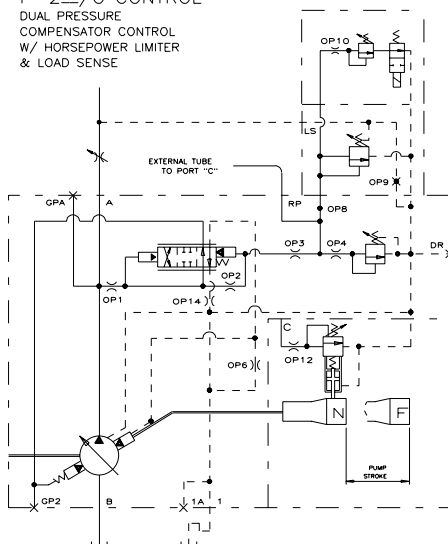 DUAL PRESSURE
COMPENSATOR CONTROL
W/ HORSEPOWER LIMITER
& LOAD SENSE
OP10
LS
EXTERNAL TUBE
TO PORT "C"
OP9
GPA
A
RP
OP8
OP3
OP4
DR
OP2
OP1
OP14
C
OP12
OP6
N
F
PUMP
STROKE
GP2
B
1A
1